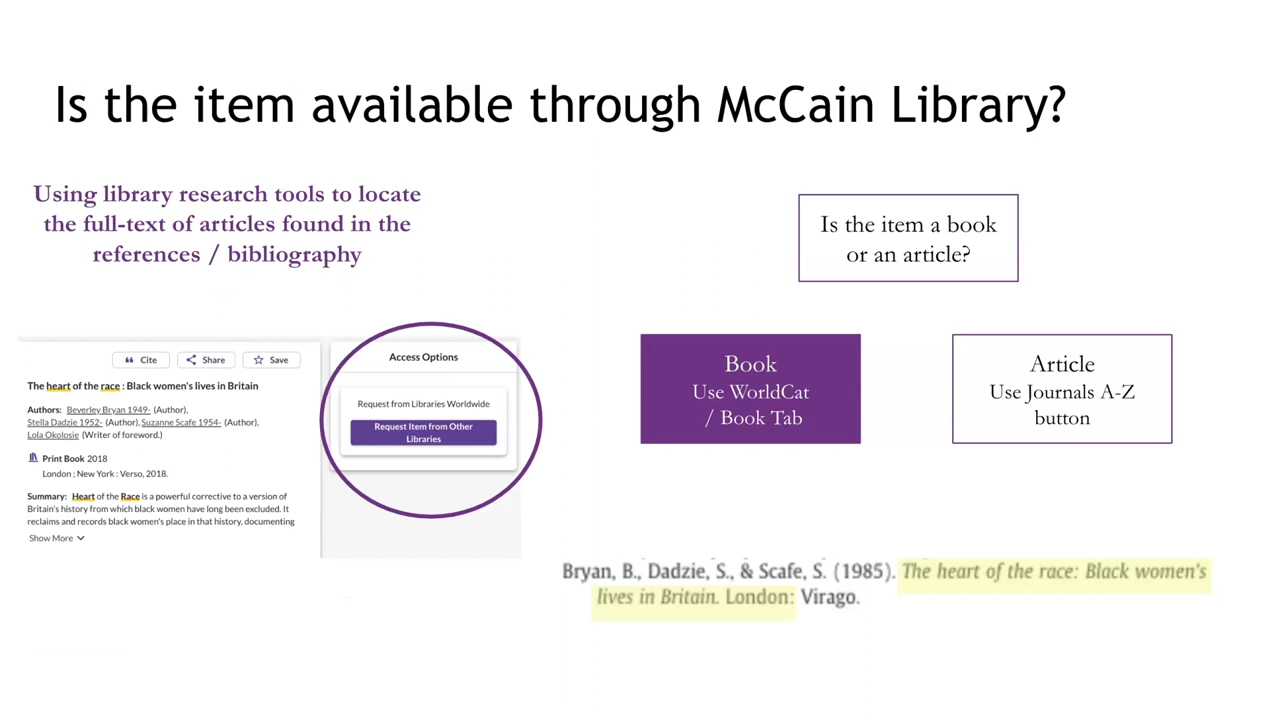 Is the item available through McCain Library?
Using library research tools to locate
the full-text of articles found in the
references / bibliography
Is the item a book
or an article?
Cite
Share
Save
The heart of the race : Black women's lives in Britain
Authors: Beverley Bryan 1949- (Author),
Stella Dadzie 1952- (Author), Suzanne Scafe 1954- (Author),
Lola Okolosie (Writer of foreword.)
Print Book 2018
London ; New York : Verso, 2018.
Summary: Heart of the Race is a powerful corrective to a version of
Britain's history from which black women have long been excluded. It
reclaims and records black women's place in that history, documenting
Show More
Access Options
Request from Libraries Worldwide
Request Item from Other
Libraries
Book
Use WorldCat
/ Book Tab
Article
Use Journals A-Z
button
Bryan, B., Dadzie, S., & Scafe, S. (1985). The heart of the race: Black women's
lives in Britain. London: Virago.